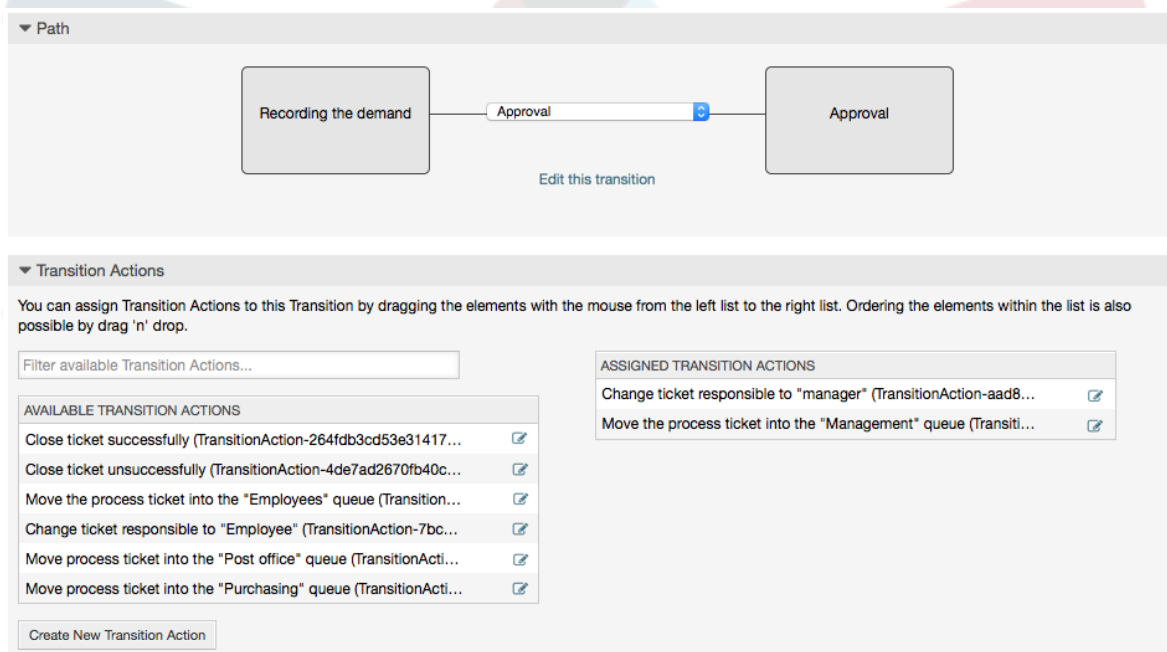 Path
Recording the demand
Approval
Approval
Edit this transition
Transition Actions
You can assign Transition Actions to this Transition by dragging the elements with the mouse from the left list to the right list. Ordering the elements within the list is also
possible by drag 'n' drop.
Filter available Transition Actions...
AVAILABLE TRANSITION ACTIONS
Close ticket successfully (TransitionAction-264fdb3cd53e31417...
Close ticket unsuccessfully (TransitionAction-4de7ad2670fb40c...
Move the process ticket into the "Employees" queue (Transition...
Change ticket responsible to "Employee" (TransitionAction-7bc...
Move process ticket into the "Post office" queue (TransitionActi...
Move process ticket into the "Purchasing" queue (TransitionActi...
Create New Transition Action
ASSIGNED TRANSITION ACTIONS
Change ticket responsible to "manager" (TransitionAction-aad8...
Move the process ticket into the "Management" queue (Transiti...